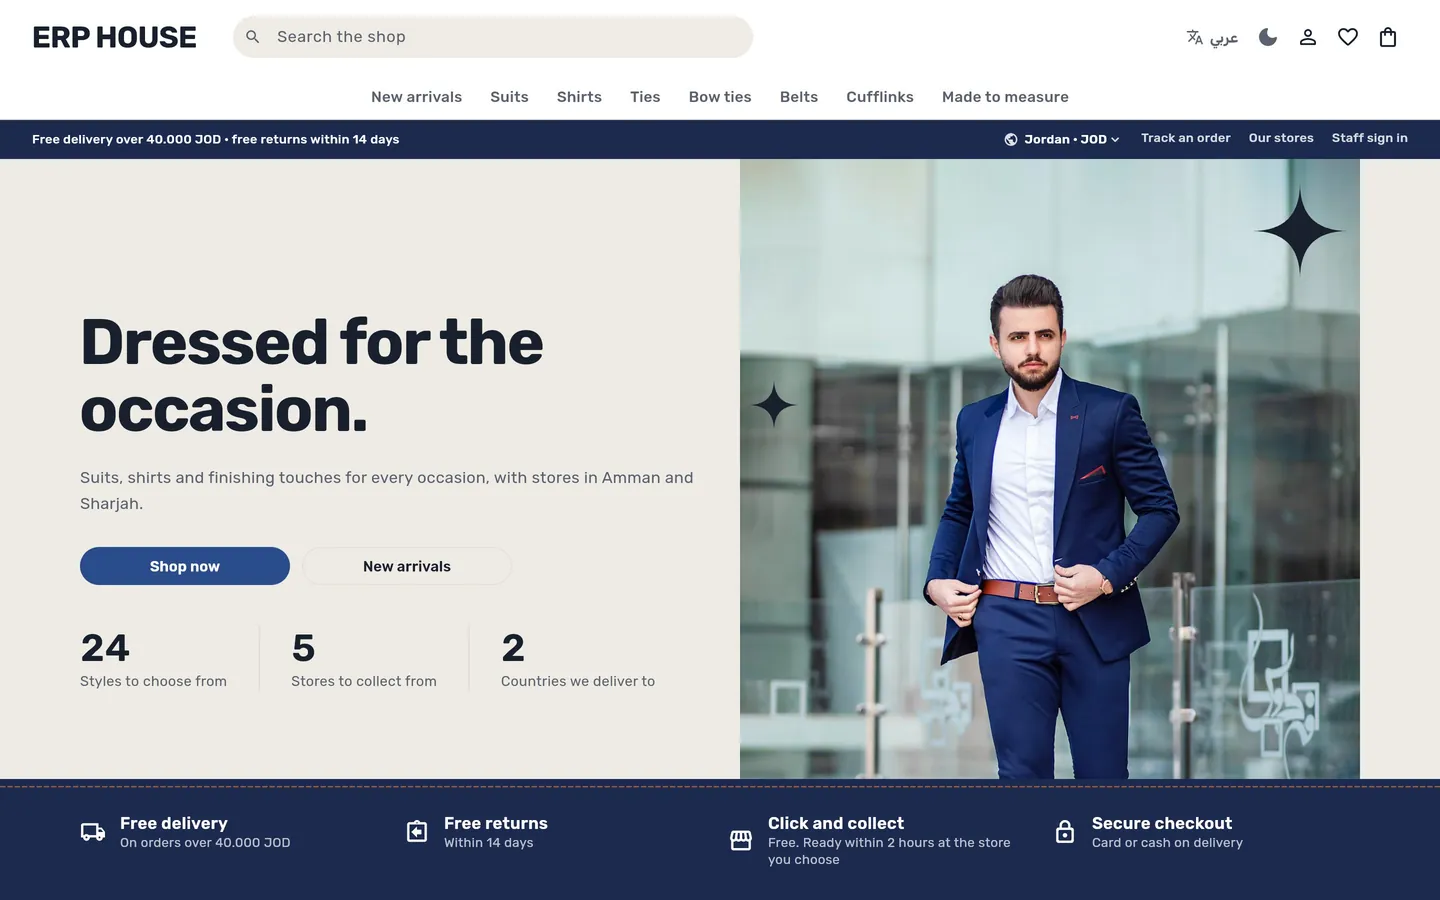 ERP HOUSE
Search the shop
عربي
New arrivals
Suits
Shirts
Ties
Bow ties
Belts
Cufflinks
Made to measure
Free delivery over 40.000 JOD • free returns within 14 days
Jordan • JOD
Track an order
Our stores
Staff sign in
Dressed for the
occasion.
Suits, shirts and finishing touches for every occasion, with stores in Amman and
Sharjah.
Shop now
New arrivals
24
Styles to choose from
5
Stores to collect from
2
Countries we deliver to
Free delivery
On orders over 40.000 JOD
Free returns
Within 14 days
Click and collect
Free. Ready within 2 hours at the store
you choose
Secure checkout
Card or cash on delivery